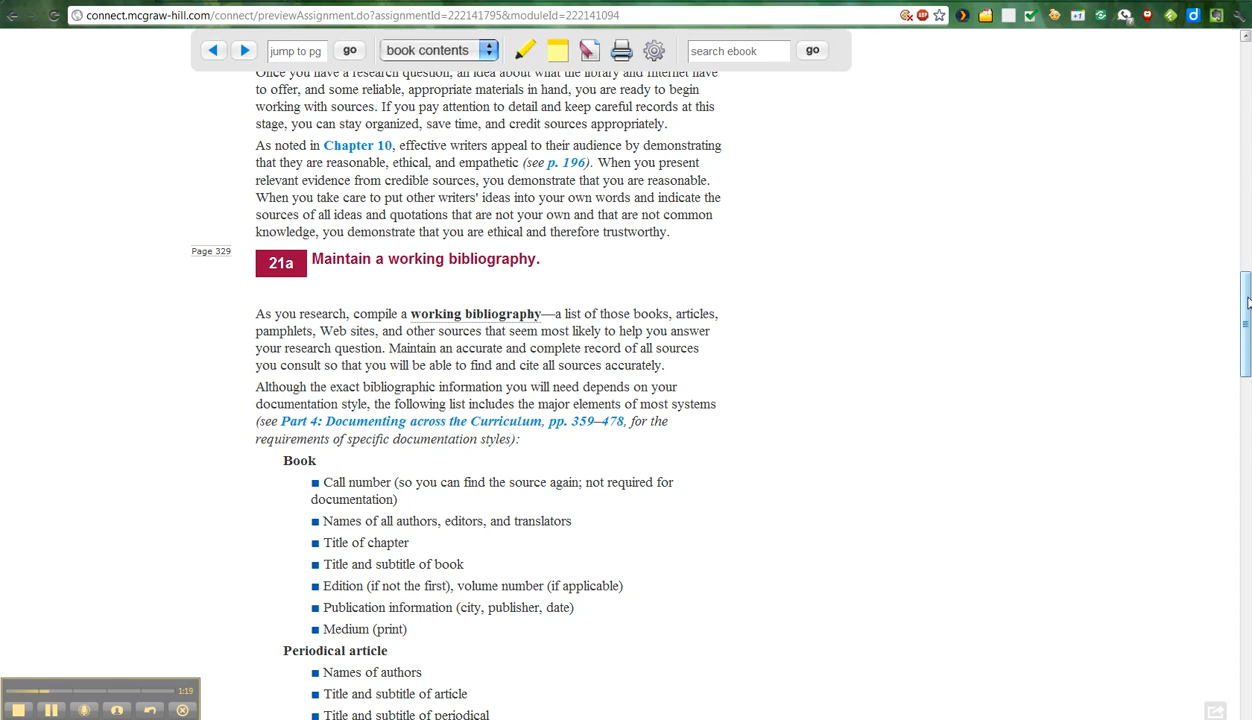 connect.mcgraw-hill.com/connect/previewAssignment.do?assignmentId=222141795&moduleId=222141094
jump to pg go book contents search ebook go
Once you have a research question, an idea about what the library and Internet have
to offer, and some reliable, appropriate materials in hand, you are ready to begin
working with sources. If you pay attention to detail and keep careful records at this
stage, you can stay organized, save time, and credit sources appropriately.
As noted in Chapter 10, effective writers appeal to their audience by demonstrating
that they are reasonable, ethical, and empathetic (see p. 196). When you present
relevant evidence from credible sources, you demonstrate that you are reasonable.
When you take care to put other writers' ideas into your own words and indicate the
sources of all ideas and quotations that are not your own and that are not common
knowledge, you demonstrate that you are ethical and therefore trustworthy.
Page 329
21a Maintain a working bibliography.
As you research, compile a working bibliography—a list of those books, articles,
pamphlets, Web sites, and other sources that seem most likely to help you answer
your research question. Maintain an accurate and complete record of all sources
you consult so that you will be able to find and cite all sources accurately.
Although the exact bibliographic information you will need depends on your
documentation style, the following list includes the major elements of most systems
(see Part 4: Documenting across the Curriculum, pp. 359–478, for the
requirements of specific documentation styles):
Book
■ Call number (so you can find the source again; not required for
documentation)
■ Names of all authors, editors, and translators
■ Title of chapter
■ Title and subtitle of book
■ Edition (if not the first), volume number (if applicable)
■ Publication information (city, publisher, date)
■ Medium (print)
Periodical article
■ Names of authors
■ Title and subtitle of article
■ Title and subtitle of periodical
1:19